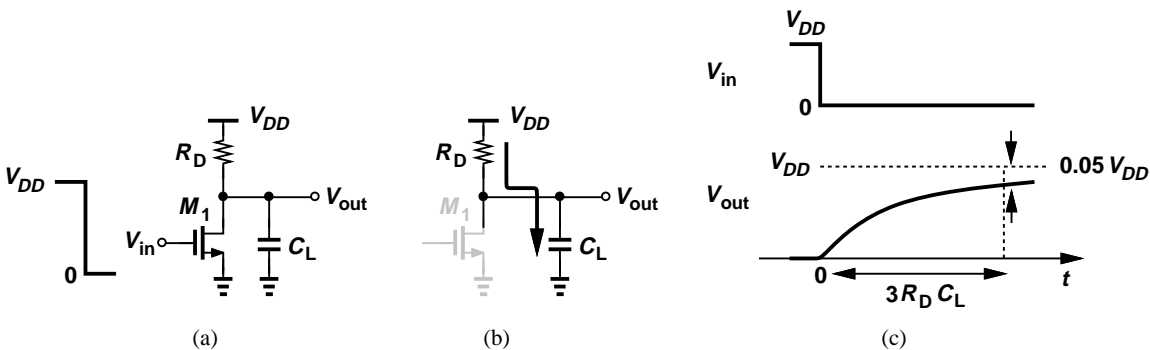 V_DD
0
V_in
M_1
R_D
V_DD
V_out
C_L
(a)
V_DD
R_D
M_1
V_out
C_L
(b)
V_DD
V_in
0
V_DD
0.05 V_DD
V_out
0
3 R_D C_L
t
(c)